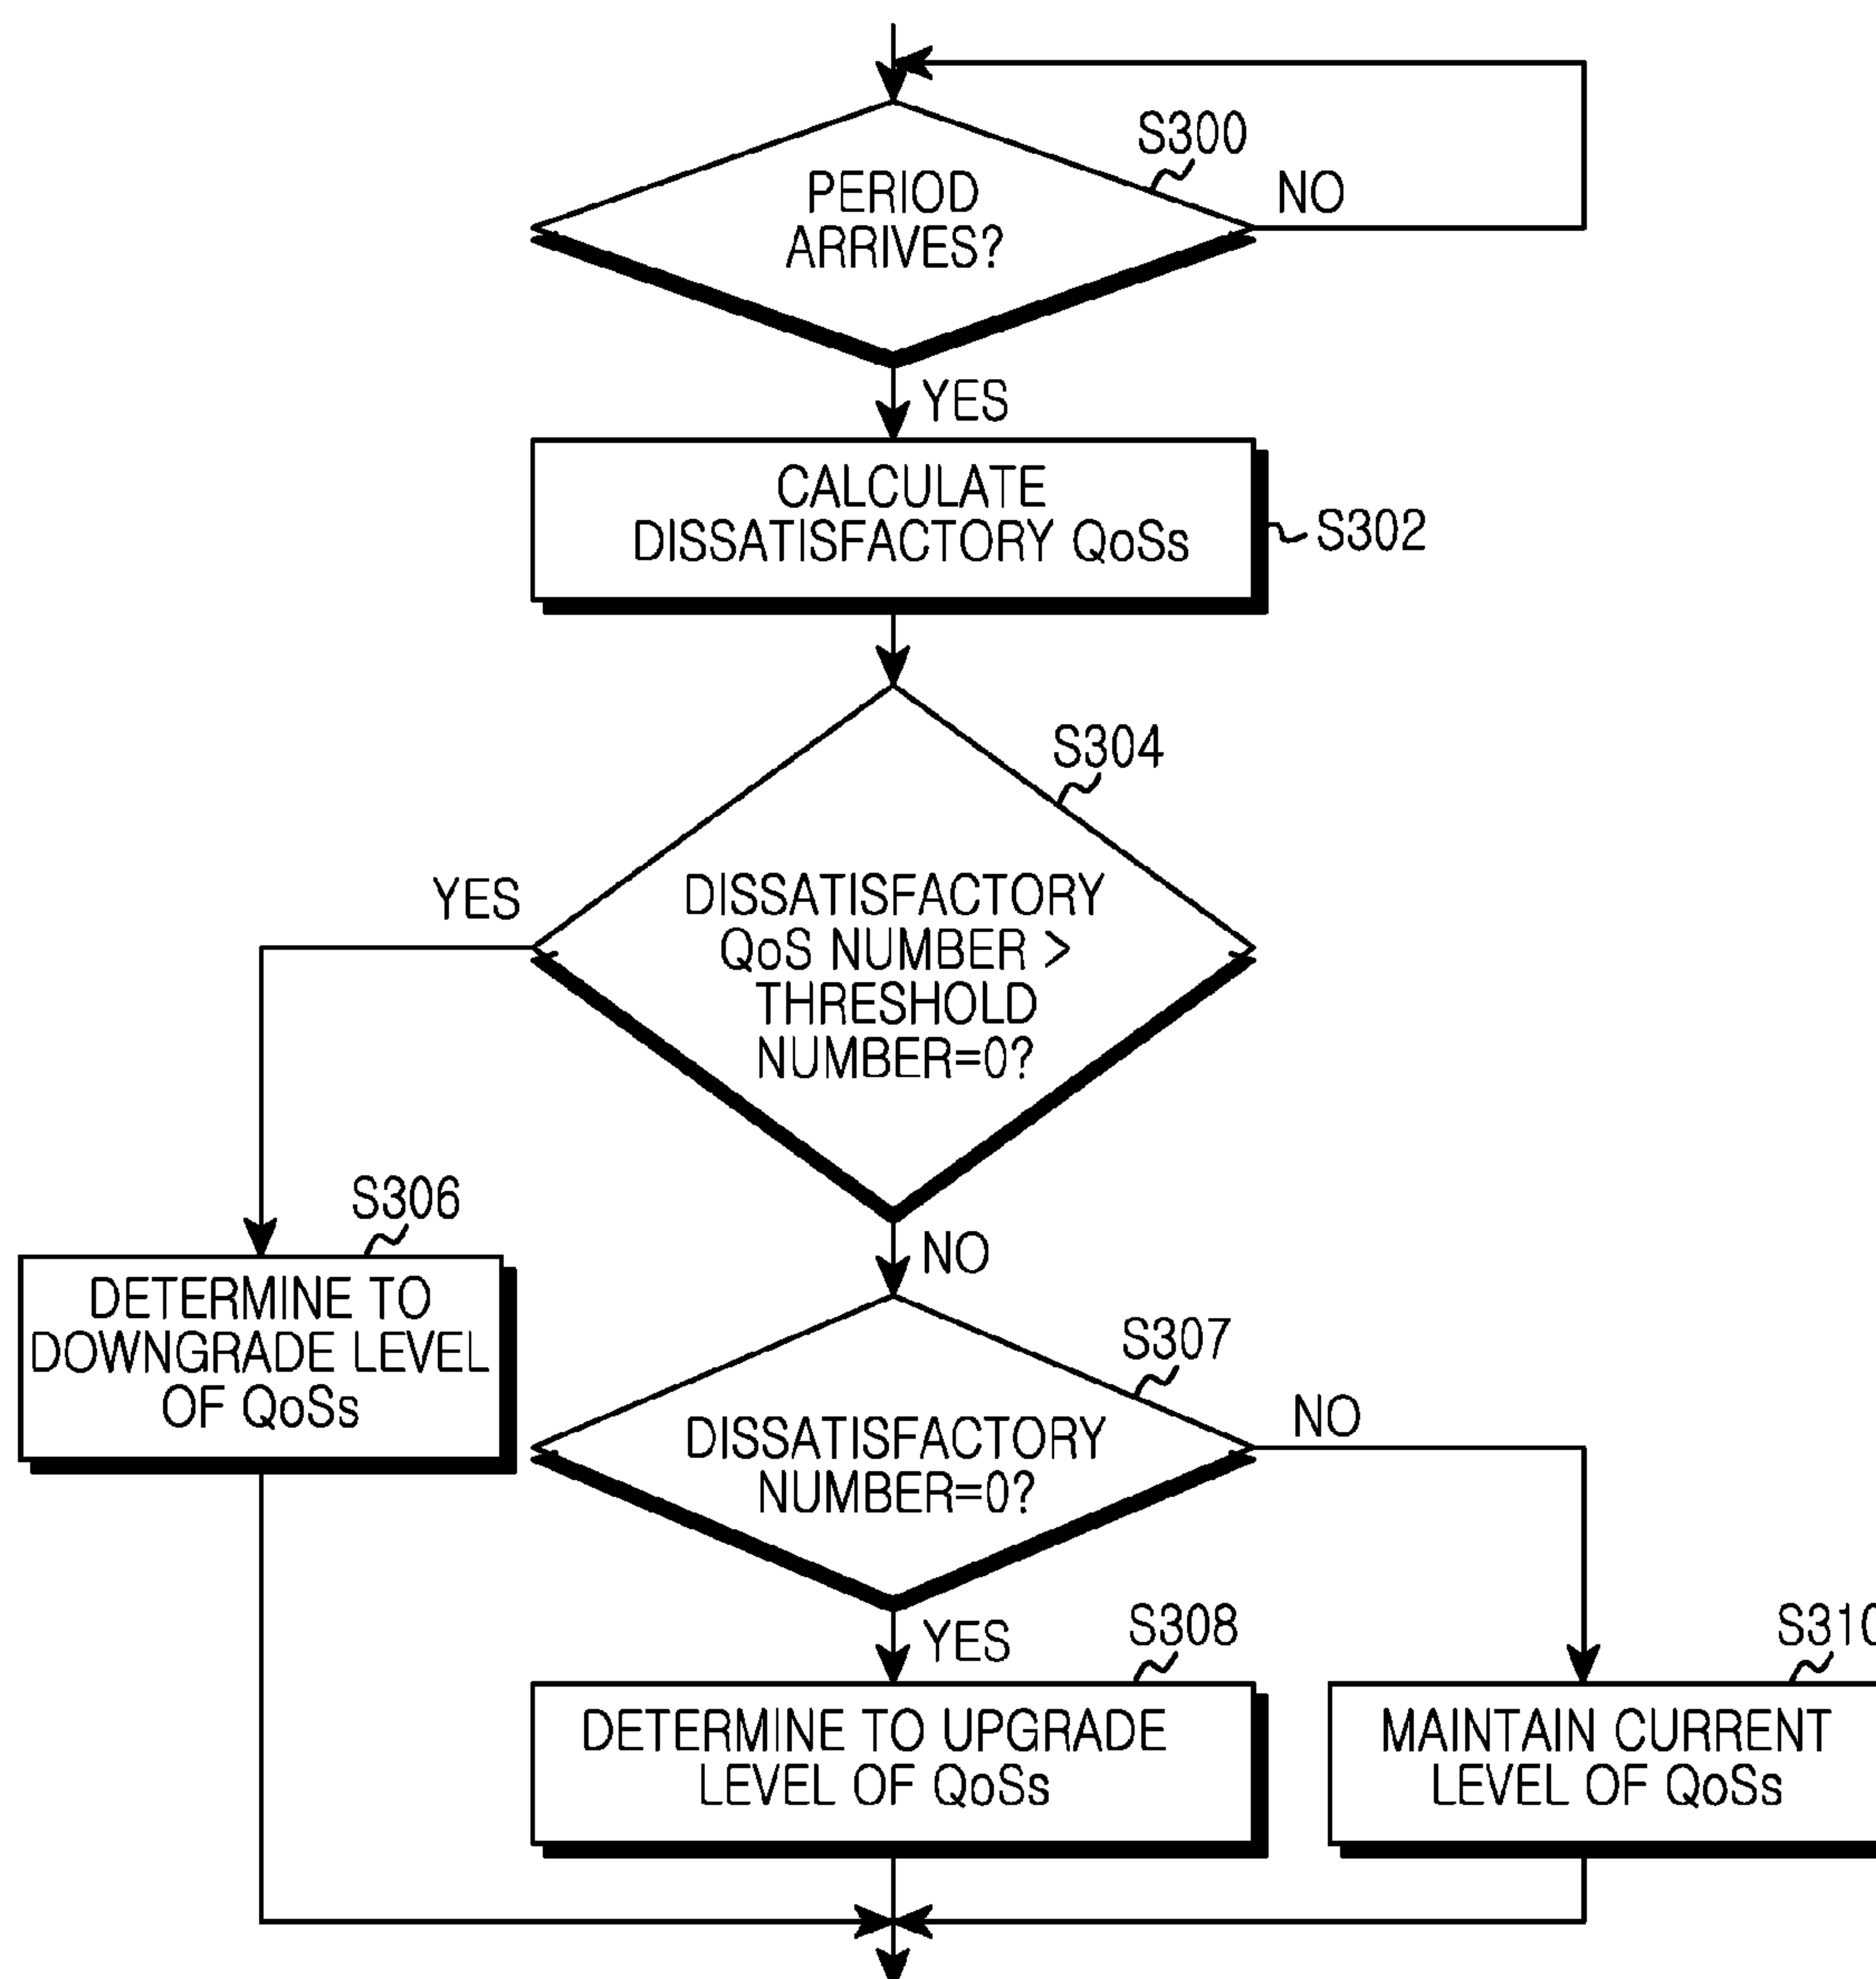 S300
PERIOD
ARRIVES?
NO
YES
CALCULATE
DISSATISFACTORY QoSs
S302
S304
YES
DISSATISFACTORY
QoS NUMBER >
THRESHOLD
NUMBER=0?
S306
NO
DETERMINE TO
DOWNGRADE LEVEL
OF QoSs
S307
NO
DISSATISFACTORY
NUMBER=0?
YES
S308
S310
DETERMINE TO UPGRADE
LEVEL OF QoSs
MAINTAIN CURRENT
LEVEL OF QoSs